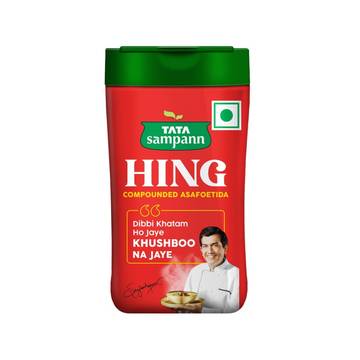 TATA
sampann
HING
COMPOUNDED ASAFOETIDA
Dibbi Khatam
Ho Jaye
KHUSHBOO
NA JAYE